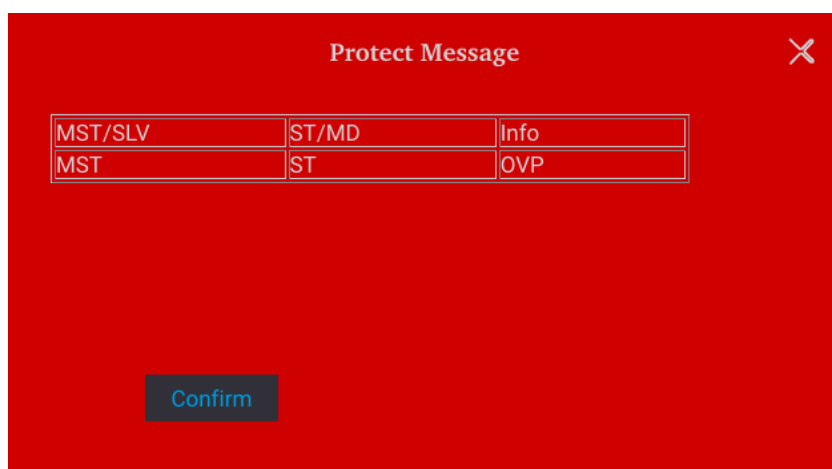 Protect Message
MST/SLV ST/MD Info
MST ST OVP
Confirm